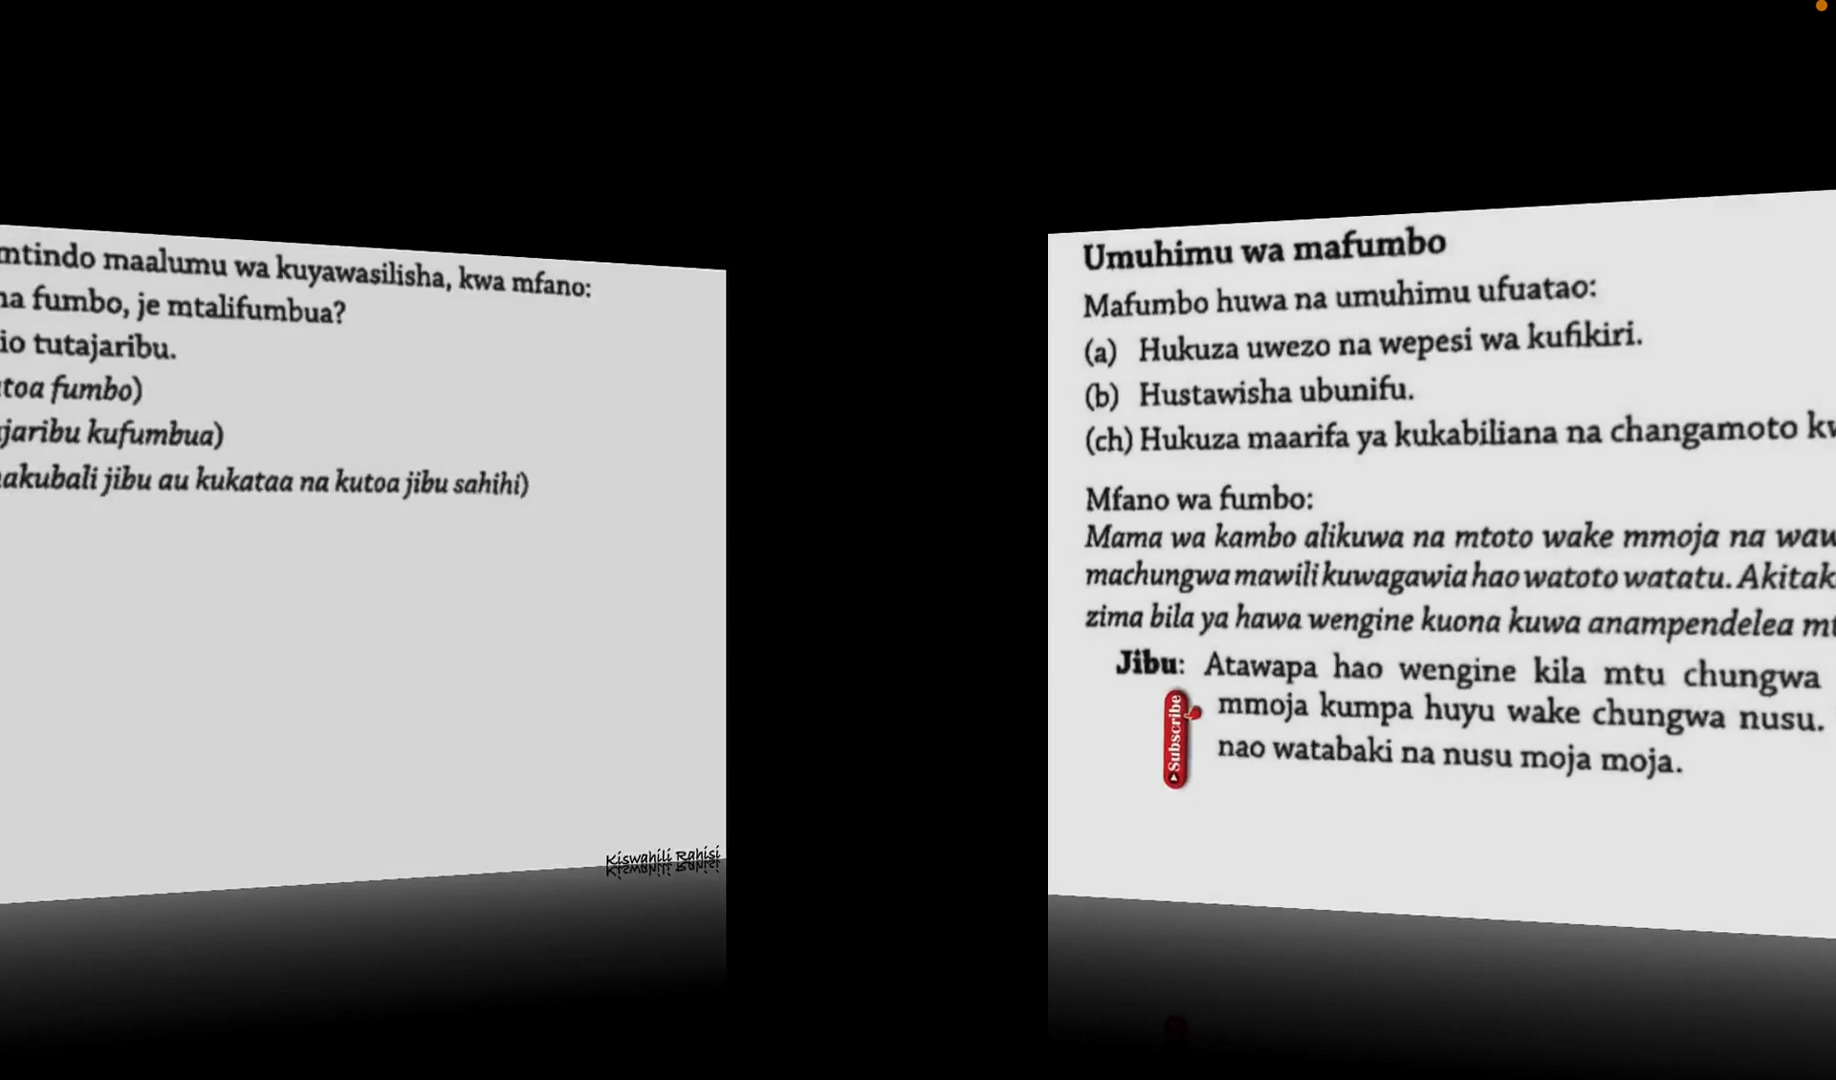 mtindo maalumu wa kuyawasilisha, kwa mfano:
na fumbo, je mtalifumbua?
io tutajaribu.
toa fumbo)
jaribu kufumbua)
akubali jibu au kukataa na kutoa jibu sahihi)
Kiswahili Rahisi
Umuhimu wa mafumbo
Mafumbo huwa na umuhimu ufuatao:
(a) Hukuza uwezo na wepesi wa kufikiri.
(b) Hustawisha ubunifu.
(ch) Hukuza maarifa ya kukabiliana na changamoto kw
Mfano wa fumbo:
Mama wa kambo alikuwa na mtoto wake mmoja na waw
machungwa mawili kuwagawia hao watoto watatu. Akitak
zima bila ya hawa wengine kuona kuwa anampendelea mt
Jibu: Atawapa hao wengine kila mtu chungwa
mmoja kumpa huyu wake chungwa nusu.
nao watabaki na nusu moja moja.
Subscribe